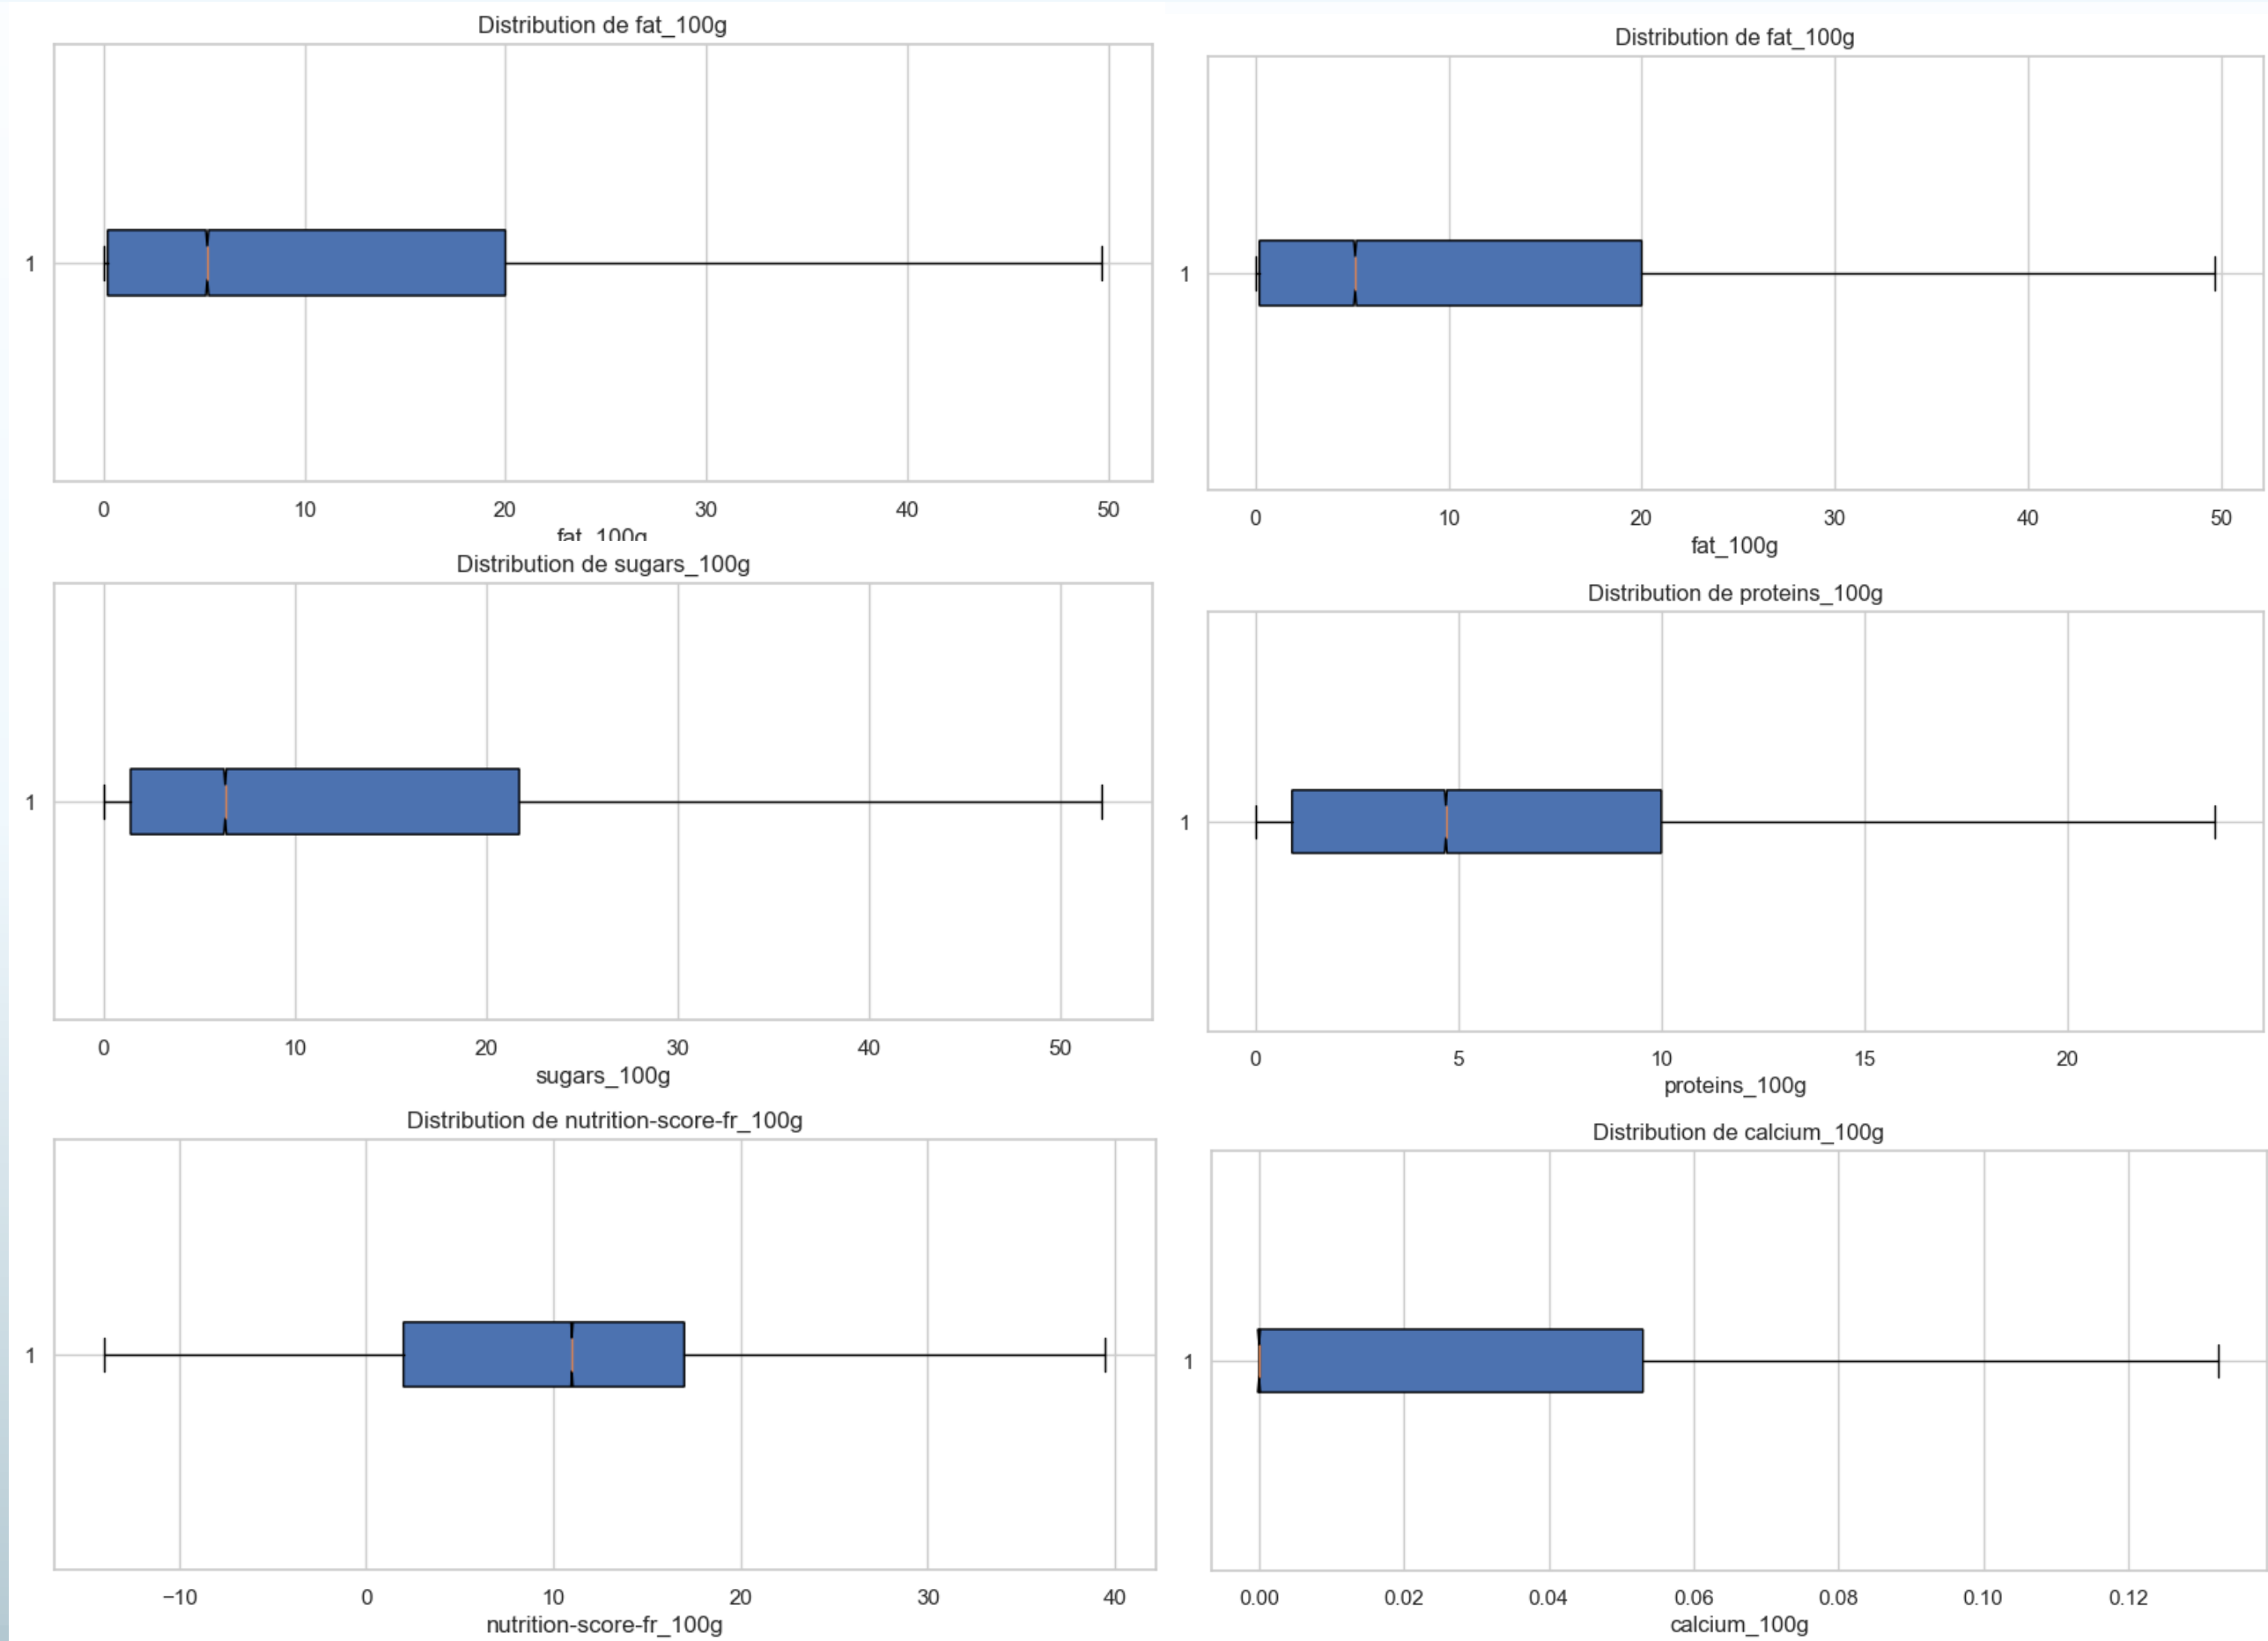 Distribution de fat_100g
1
0 10 20 30 40 50
fat_100g
Distribution de fat_100g
1
0 10 20 30 40 50
fat_100g
Distribution de sugars_100g
1
0 10 20 30 40 50
sugars_100g
Distribution de proteins_100g
1
0 5 10 15 20
proteins_100g
Distribution de nutrition-score-fr_100g
1
−10 0 10 20 30 40
nutrition-score-fr_100g
Distribution de calcium_100g
1
0.00 0.02 0.04 0.06 0.08 0.10 0.12
calcium_100g